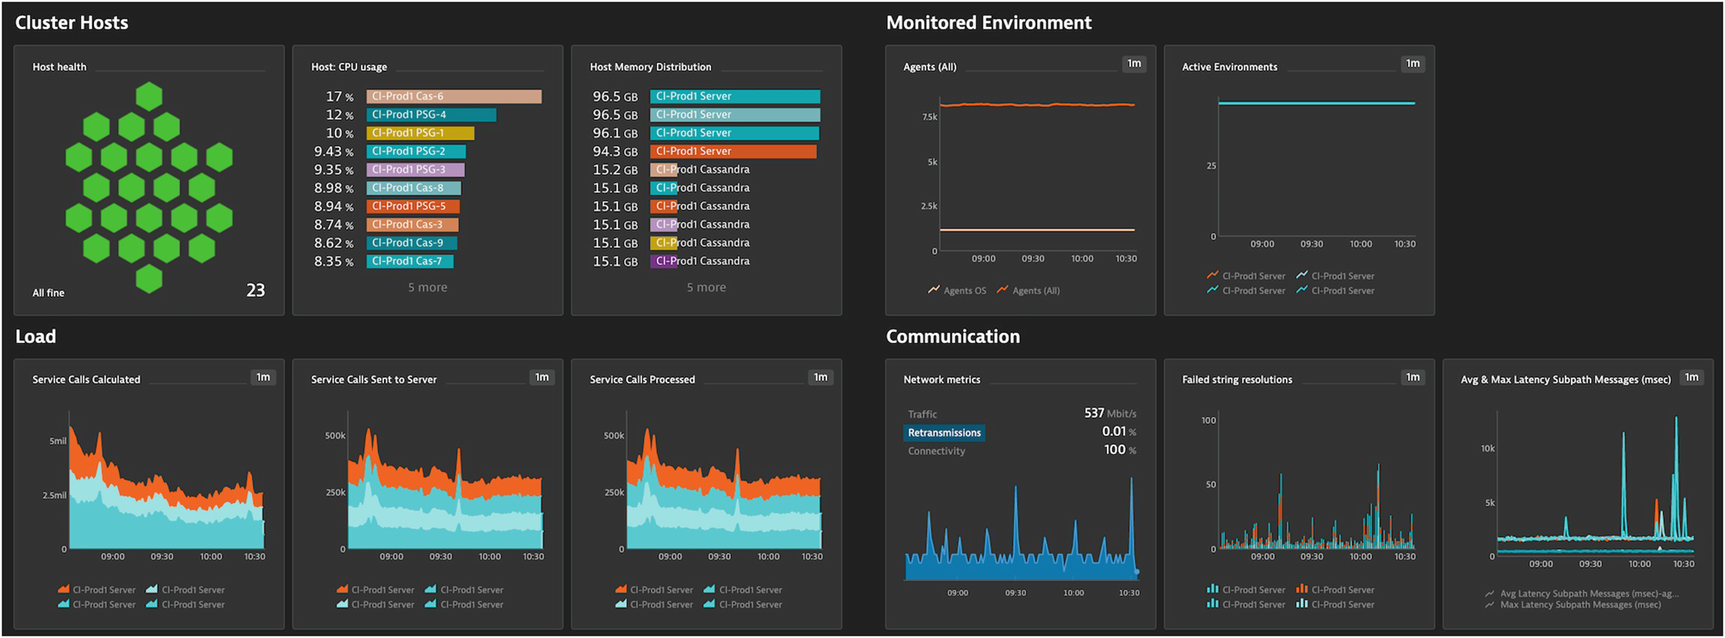 Cluster Hosts
Monitored Environment
Host health
All fine
23
Host: CPU usage
17 % CI-Prod1 Cas-6
12 % CI-Prod1 PSG-4
10 % CI-Prod1 PSG-1
9.43 % CI-Prod1 PSG-2
9.35 % CI-Prod1 PSG-3
8.98 % CI-Prod1 Cas-8
8.94 % CI-Prod1 PSG-5
8.74 % CI-Prod1 Cas-3
8.62 % CI-Prod1 Cas-9
8.35 % CI-Prod1 Cas-7
5 more
Host Memory Distribution
96.5 GB CI-Prod1 Server
96.5 GB CI-Prod1 Server
96.1 GB CI-Prod1 Server
94.3 GB CI-Prod1 Server
15.2 GB CI-Prod1 Cassandra
15.1 GB CI-Prod1 Cassandra
15.1 GB CI-Prod1 Cassandra
15.1 GB CI-Prod1 Cassandra
15.1 GB CI-Prod1 Cassandra
15.1 GB CI-Prod1 Cassandra
5 more
Agents (All) 1m
7.5k
5k
2.5k
0
09:00 09:30 10:00 10:30
Agents OS Agents (All)
Active Environments 1m
25
0
09:00 09:30 10:00 10:30
CI-Prod1 Server CI-Prod1 Server
CI-Prod1 Server CI-Prod1 Server
Load
Communication
Service Calls Calculated 1m
5mil
2.5mil
0
09:00 09:30 10:00 10:30
CI-Prod1 Server CI-Prod1 Server
CI-Prod1 Server CI-Prod1 Server
Service Calls Sent to Server 1m
500k
250k
0
09:00 09:30 10:00 10:30
CI-Prod1 Server CI-Prod1 Server
CI-Prod1 Server CI-Prod1 Server
Service Calls Processed 1m
500k
250k
0
09:00 09:30 10:00 10:30
CI-Prod1 Server CI-Prod1 Server
CI-Prod1 Server CI-Prod1 Server
Network metrics
Traffic 537 Mbit/s
Retransmissions 0.01 %
Connectivity 100 %
09:00 09:30 10:00 10:30
Failed string resolutions 1m
100
50
0
09:00 09:30 10:00 10:30
CI-Prod1 Server CI-Prod1 Server
CI-Prod1 Server CI-Prod1 Server
Avg & Max Latency Subpath Messages (msec) 1m
10k
5k
0
09:00 09:30 10:00 10:30
Avg Latency Subpath Messages (msec)-ag...
Max Latency Subpath Messages (msec)